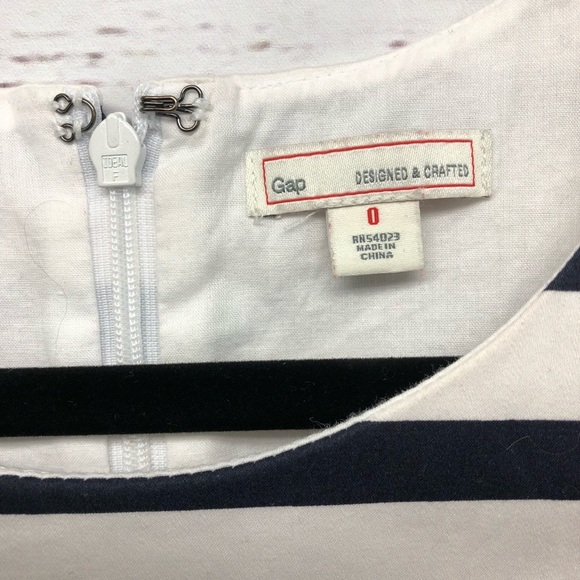 IDEAL
F
Gap DESIGNED & CRAFTED
0
RN54023
MADE IN
CHINA